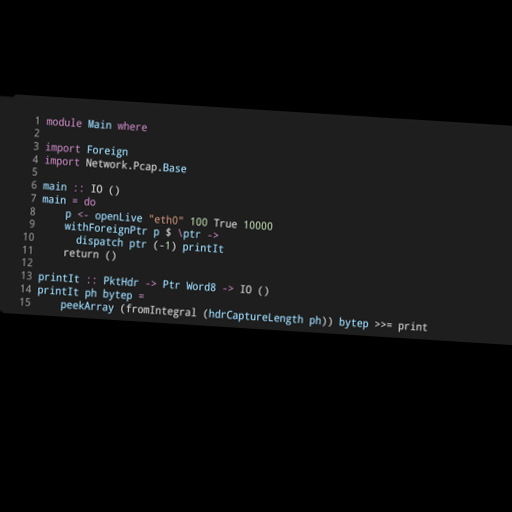 1 module Main where
2
3 import Foreign
4 import Network.Pcap.Base
5
6 main :: IO ()
7 main = do
8     p <- openLive "eth0" 100 True 10000
9     withForeignPtr p $ \ptr ->
10       dispatch ptr (-1) printIt
11     return ()
12
13 printIt :: PktHdr -> Ptr Word8 -> IO ()
14 printIt ph bytep =
15     peekArray (fromIntegral (hdrCaptureLength ph)) bytep >>= print